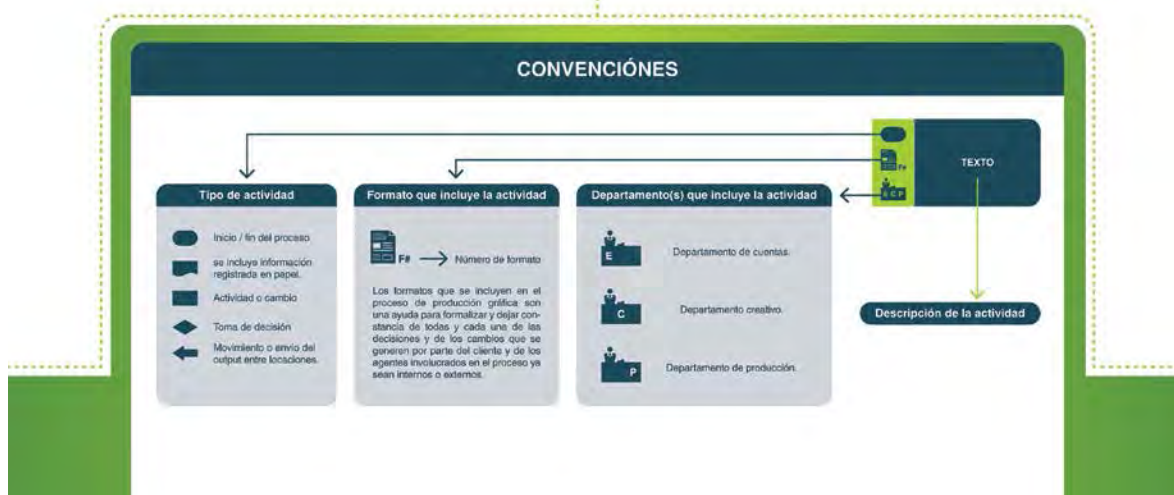 CONVENCIÓNES
F#
E C P
TEXTO
Tipo de actividad
Inicio / fin del proceso
se incluye información
registrada en papel.
Actividad o cambio
Toma de decisión
Movimiento o envio del
output entre locaciones.
Formato que incluye la actividad
F#
Número de formato
Los formatos que se incluyen en el
proceso de producción gráfica son
una ayuda para formalizar y dejar con-
stancia de todas y cada una de las
decisiones y de los cambios que se
generen por parte del cliente y de los
agentes involucrados en el proceso ya
sean internos o externos.
Departamento(s) que incluye la actividad
E
Departamento de cuentas.
C
Departamento creativo.
P
Departamento de producción.
Descripción de la actividad